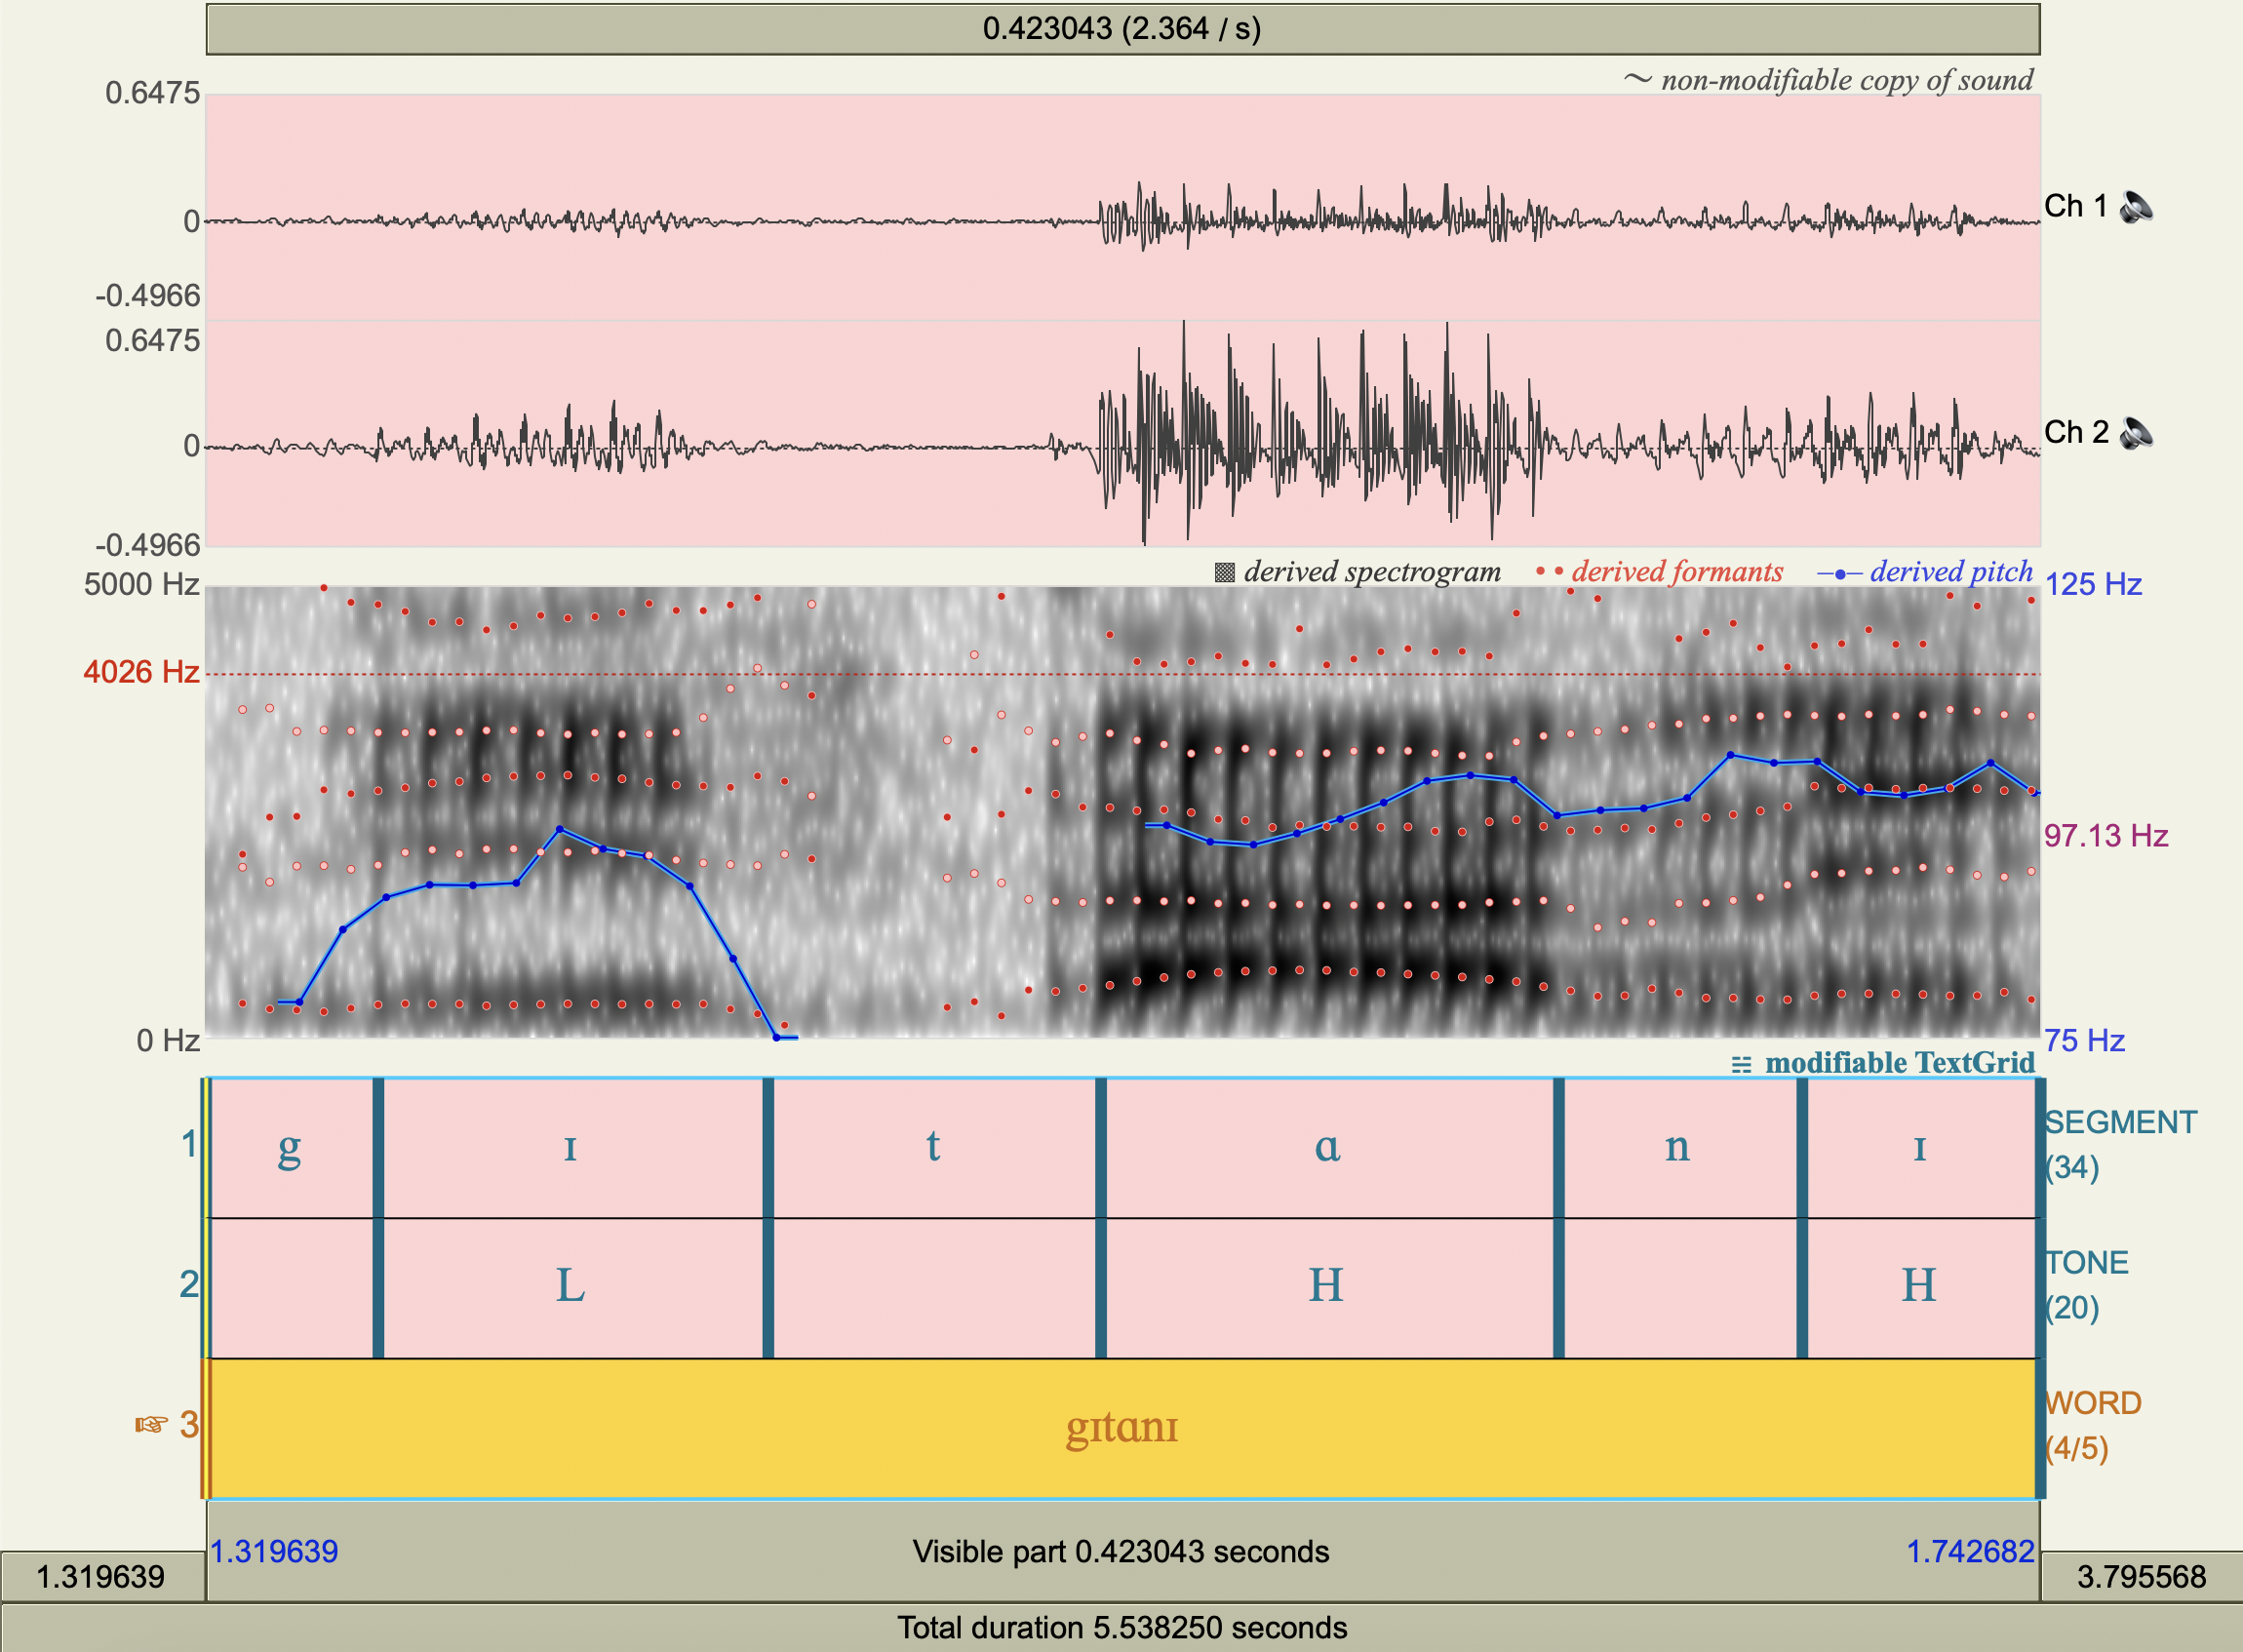 0.423043 (2.364 / s)
~ non-modifiable copy of sound
0.6475
0
-0.4966
Ch 1
0.6475
0
-0.4966
Ch 2
derived spectrogram derived formants derived pitch
5000 Hz
4026 Hz
0 Hz
125 Hz
97.13 Hz
75 Hz
modifiable TextGrid
1 g ɪ t ɑ n ɪ SEGMENT
(34)
2 L H H TONE
(20)
☞ 3 gɪtɑnɪ WORD
(4/5)
1.319639 Visible part 0.423043 seconds 1.742682
1.319639 3.795568
Total duration 5.538250 seconds